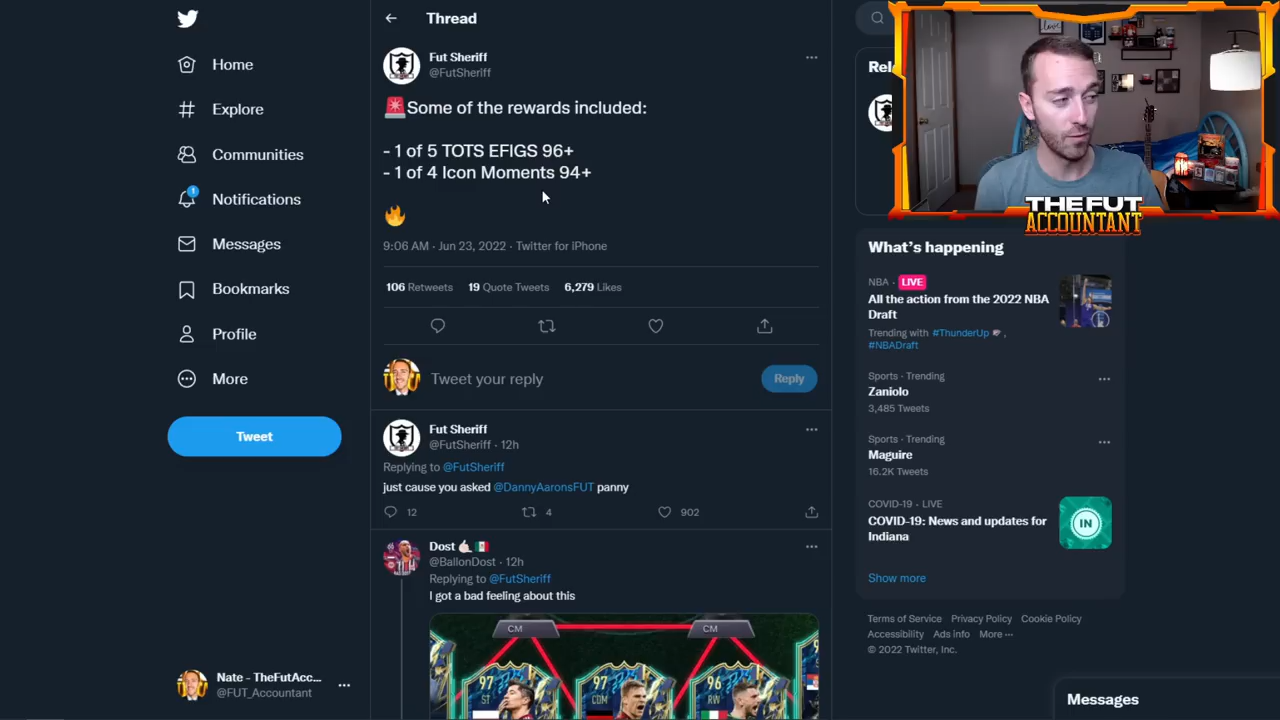 Home
Explore
Communities
1
Notifications
Messages
Bookmarks
Profile
More
Tweet
Nate - TheFutAcc...
@FUT_Accountant
Thread
Fut Sheriff
@FutSheriff
🚨Some of the rewards included:
- 1 of 5 TOTS EFIGS 96+
- 1 of 4 Icon Moments 94+
🔥
9:06 AM · Jun 23, 2022 · Twitter for iPhone
106 Retweets 19 Quote Tweets 6,279 Likes
Tweet your reply
Reply
Fut Sheriff
@FutSheriff · 12h
Replying to @FutSheriff
just cause you asked @DannyAaronsFUT panny
12 4 902
Dost 🤙🏻🇲🇽
@BallonDost · 12h
Replying to @FutSheriff
I got a bad feeling about this
CM CM
97 97 96
ST CDM RW
Rel
THE FUT
ACCOUNTANT
What's happening
NBA · LIVE
All the action from the 2022 NBA
Draft
Trending with #ThunderUp ,
#NBADraft
Sports · Trending
Zaniolo
3,485 Tweets
Sports · Trending
Maguire
16.2K Tweets
COVID-19 · LIVE
COVID-19: News and updates for
Indiana
IN
Show more
Terms of Service Privacy Policy Cookie Policy
Accessibility Ads info More ···
© 2022 Twitter, Inc.
Messages